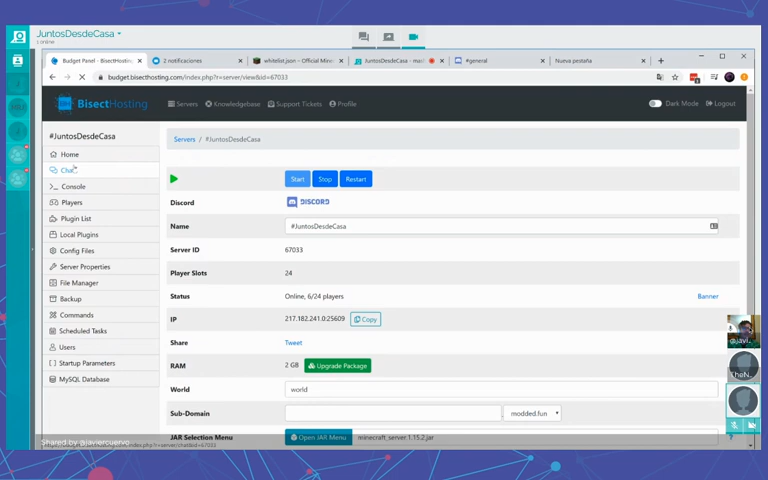 JuntosDesdeCasa
Budget Panel - BisectHosting
2 notificaciones
whitelist.json – Official Mine
JuntosDesdeCasa - mac
#general
Nueva pestaña
budget.bisecthosting.com/index.php?r=server/view&id=67033
BisectHosting
Servers
Knowledgebase
Support Tickets
Profile
Dark Mode
Logout
#JuntosDesdeCasa
Home
Chat
Console
Players
Plugin List
Local Plugins
Config Files
Server Properties
File Manager
Backup
Commands
Scheduled Tasks
Users
Startup Parameters
MySQL Database
Servers / #JuntosDesdeCasa
Start
Stop
Restart
Discord
DISCORD
Name
#JuntosDesdeCasa
Server ID
67033
Player Slots
24
Status
Online, 6/24 players
Banner
IP
217.182.241.0:25609
Copy
Share
Tweet
RAM
2 GB
Upgrade Package
World
world
Sub-Domain
modded.fun
JAR Selection Menu
Open JAR Menu
minecraft_server.1.15.2.jar
?
@javi
TheN...
Shared by @javiercuervo